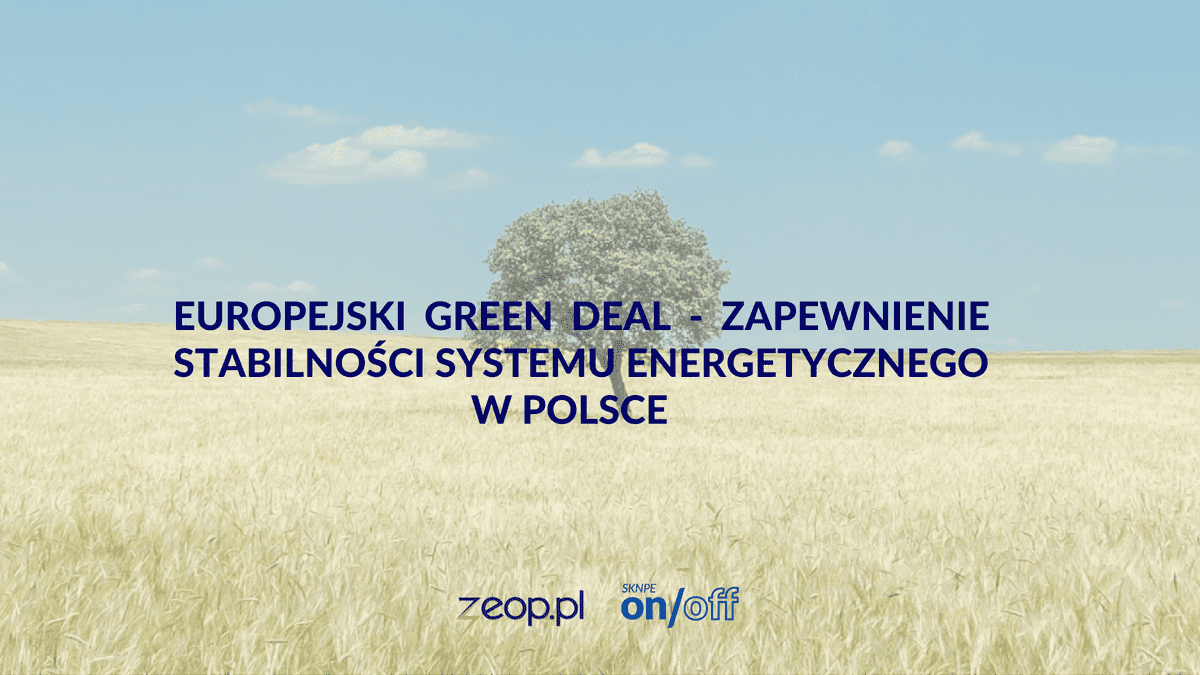 EUROPEJSKI GREEN DEAL - ZAPEWNIENIE
STABILNOŚCI SYSTEMU ENERGETYCZNEGO
W POLSCE
zeop.pl
SKNPE
on/off